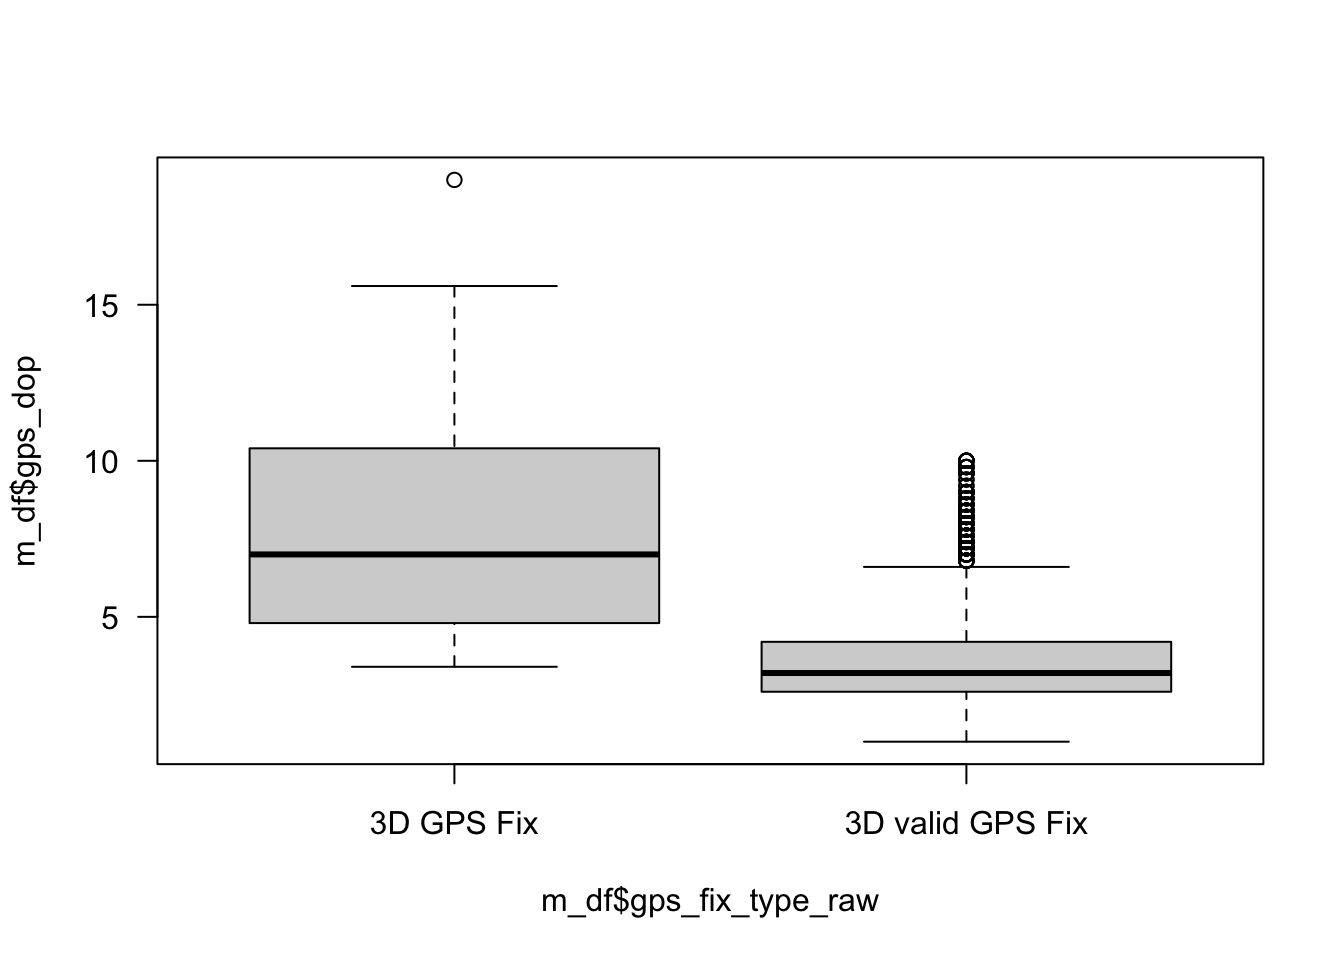 m_df$gps_dop
15
10
5
3D GPS Fix
3D valid GPS Fix
m_df$gps_fix_type_raw